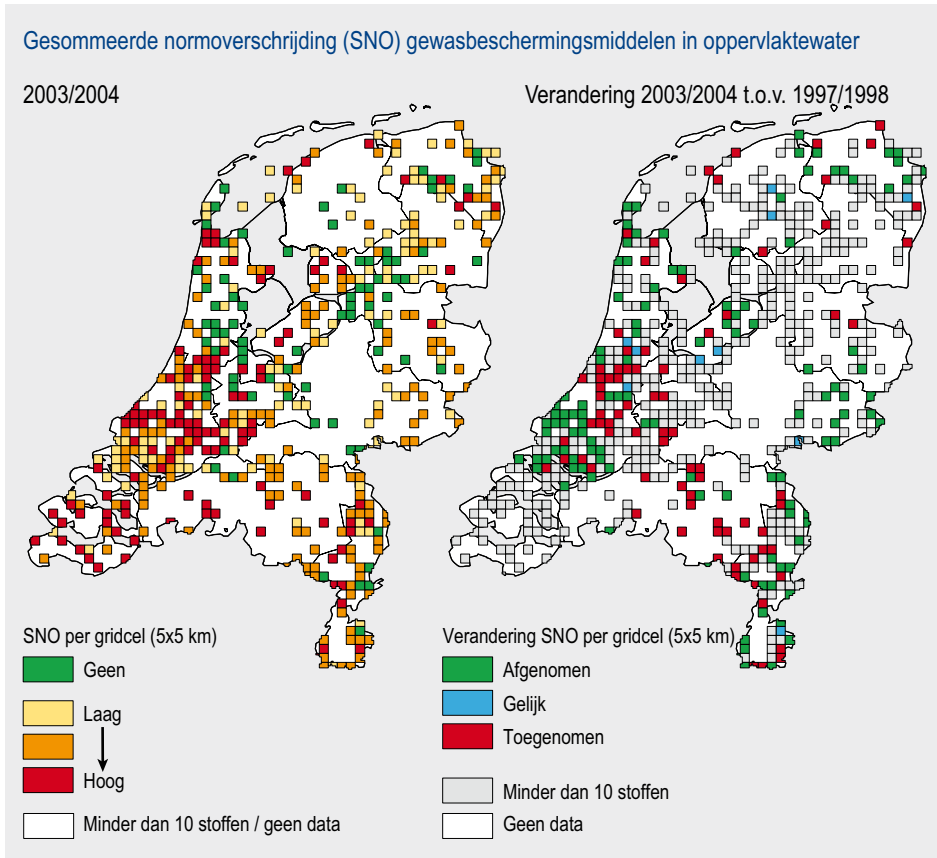 Gesommeerde normoverschrijding (SNO) gewasbeschermingsmiddelen in oppervlaktewater
2003/2004
Verandering 2003/2004 t.o.v. 1997/1998
SNO per gridcel (5x5 km)
Geen
Laag
Hoog
Minder dan 10 stoffen / geen data
Verandering SNO per gridcel (5x5 km)
Afgenomen
Gelijk
Toegenomen
Minder dan 10 stoffen
Geen data